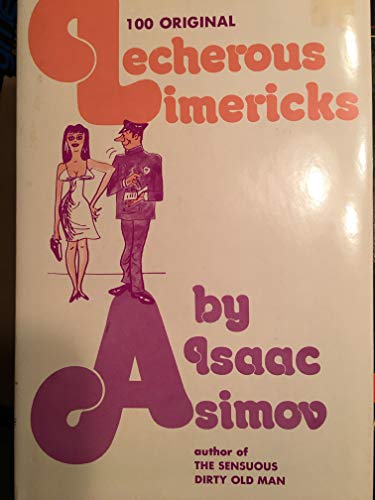 100 ORIGINAL
Lecherous
Limericks
by
Isaac
Asimov
author of
THE SENSUOUS
DIRTY OLD MAN